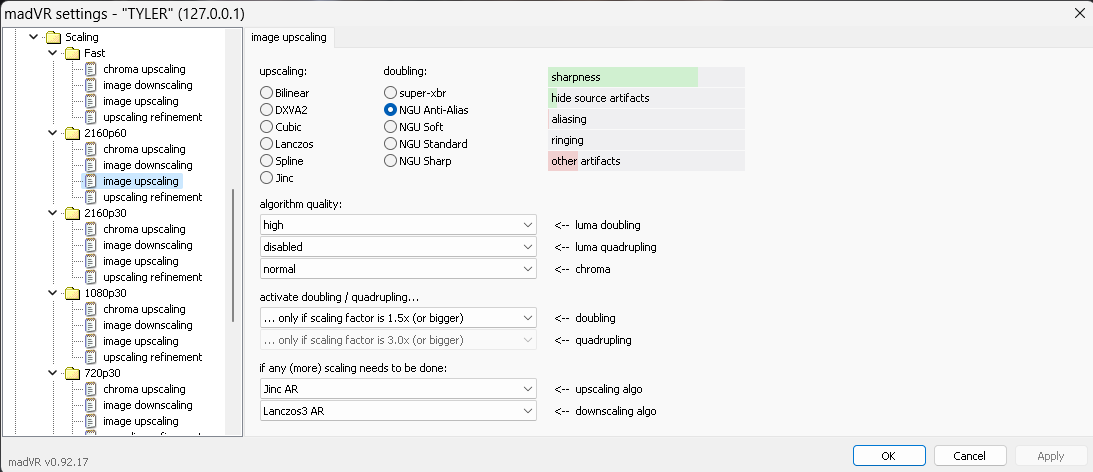 madVR settings - "TYLER" (127.0.0.1)
Scaling
Fast
chroma upscaling
image downscaling
image upscaling
upscaling refinement
2160p60
chroma upscaling
image downscaling
image upscaling
upscaling refinement
2160p30
chroma upscaling
image downscaling
image upscaling
upscaling refinement
1080p30
chroma upscaling
image downscaling
image upscaling
upscaling refinement
720p30
chroma upscaling
image downscaling
image upscaling
upscaling refinement
madVR v0.92.17
image upscaling
upscaling:
Bilinear
DXVA2
Cubic
Lanczos
Spline
Jinc
doubling:
super-xbr
NGU Anti-Alias
NGU Soft
NGU Standard
NGU Sharp
sharpness
hide source artifacts
aliasing
ringing
other artifacts
algorithm quality:
high <-- luma doubling
disabled <-- luma quadrupling
normal <-- chroma
activate doubling / quadrupling...
... only if scaling factor is 1.5x (or bigger) <-- doubling
... only if scaling factor is 3.0x (or bigger) <-- quadrupling
if any (more) scaling needs to be done:
Jinc AR <-- upscaling algo
Lanczos3 AR <-- downscaling algo
OK Cancel Apply